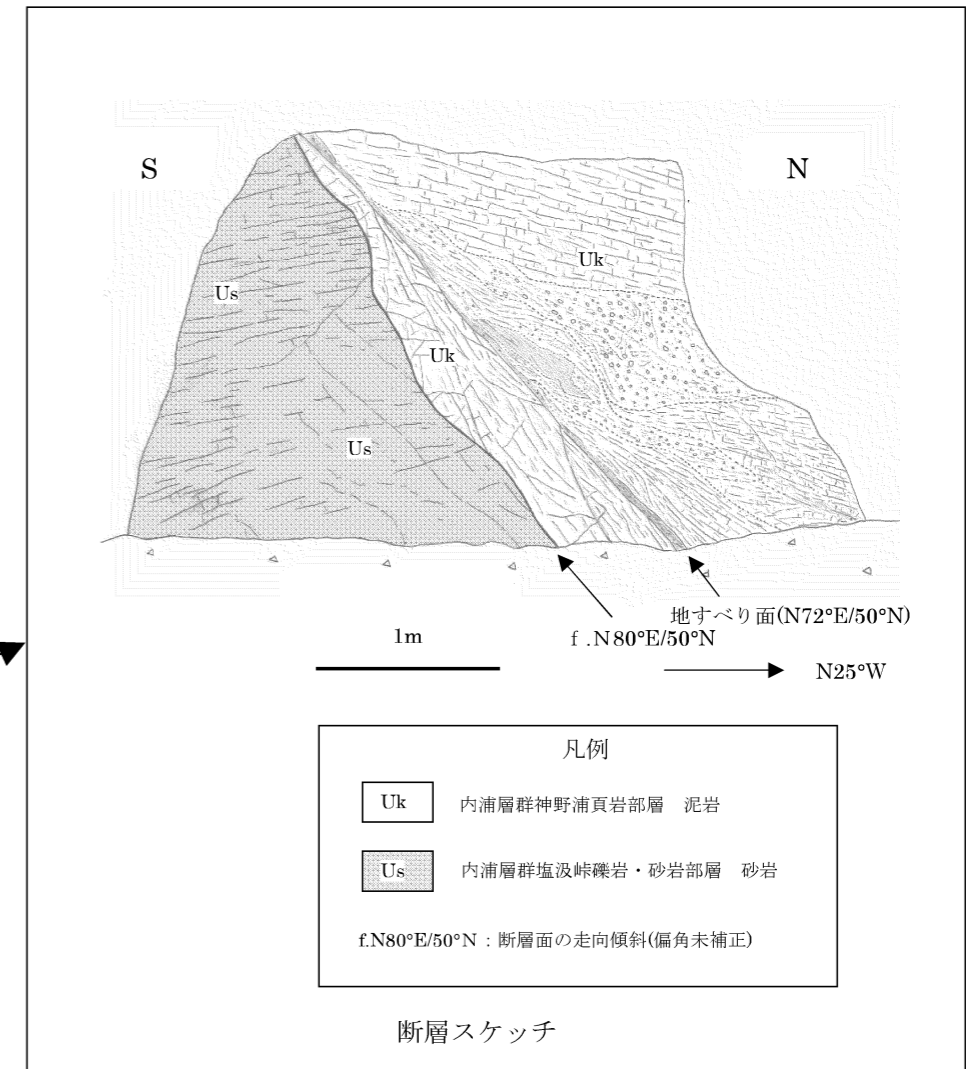 S
N
Uk
Us
Uk
Us
地すべり面(N72°E/50°N)
f .N80°E/50°N
1m
N25°W
凡例
Uk 内浦層群神野浦頁岩部層 泥岩
Us 内浦層群塩汲峠礫岩・砂岩部層 砂岩
f.N80°E/50°N：断層面の走向傾斜(偏角未補正)
断層スケッチ